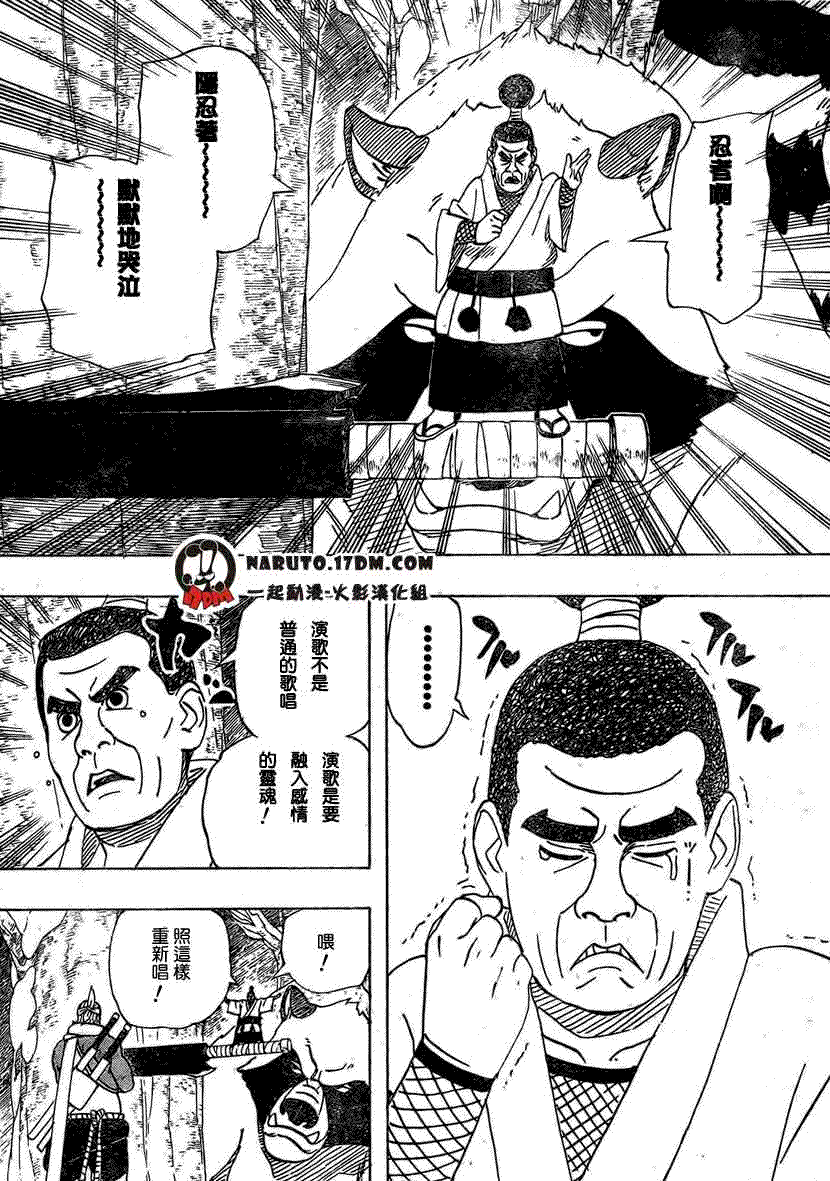 忍者啊~~~~~
隱忍著~~~~~
默默地哭泣~~~~~
NARUTO.17DM.COM
一起動漫-火影漢化組
………
演歌不是
普通的歌唱
演歌是要
融入感情
的靈魂！
喂！
照這樣
重新唱！